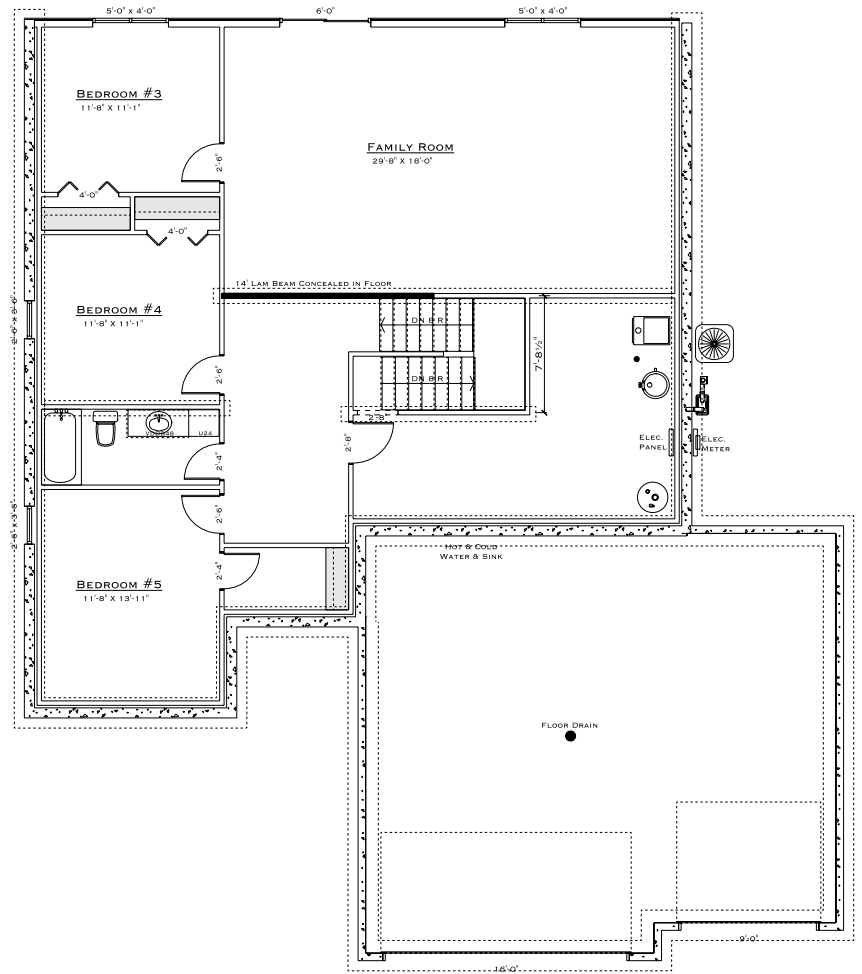 5'-0" x 4'-0"
6'-0"
5'-0" x 4'-0"
BEDROOM #3
11'-8" X 11'-1"
FAMILY ROOM
29'-8" X 18'-0"
2'-6"
4'-0"
4'-0"
14' LAM BEAM CONCEALED IN FLOOR
BEDROOM #4
11'-8" X 11'-1"
DN 8 R
7'-8½"
2'-6"
DN 8 R
2'-8"
U24
2'-8"
ELEC.
PANEL
ELEC.
METER
2'-4"
2'-6"
HOT & COLD
WATER & SINK
2'-4"
BEDROOM #5
11'-8" X 13'-11"
FLOOR DRAIN
9'-0"
16'-0"